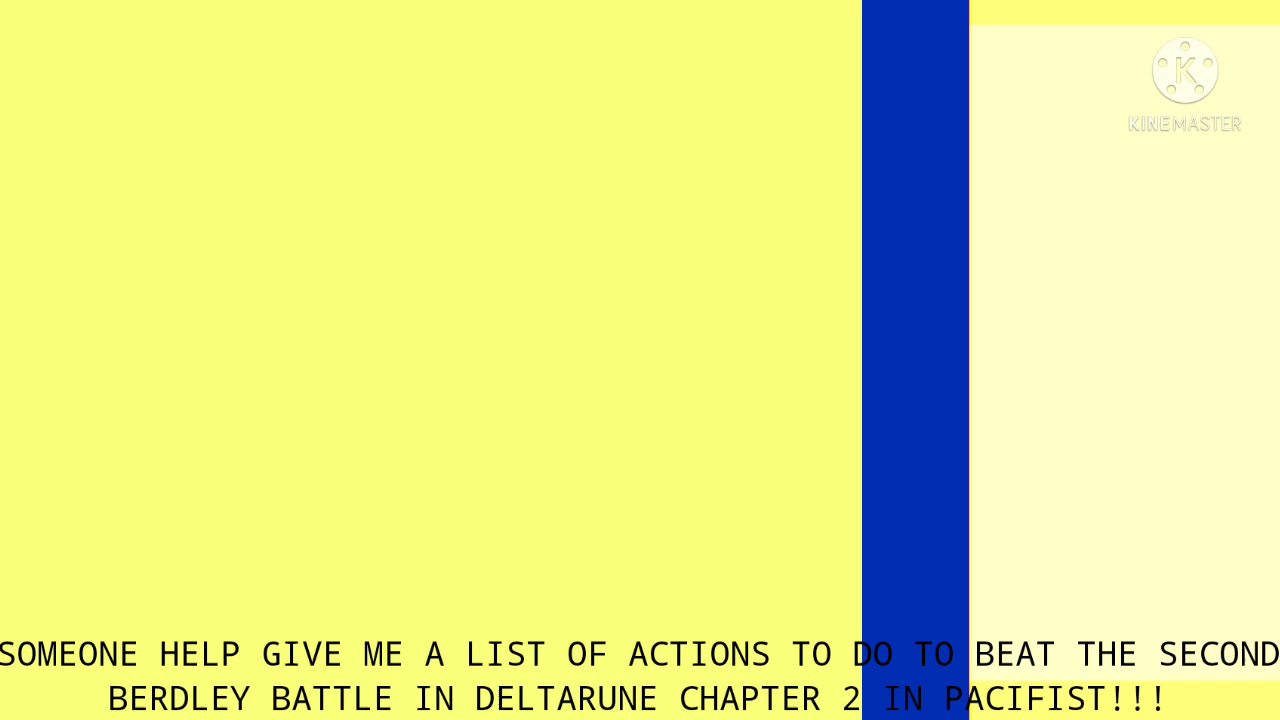 K
KINEMASTER
SOMEONE HELP GIVE ME A LIST OF ACTIONS TO DO TO BEAT THE SECOND
BERDLEY BATTLE IN DELTARUNE CHAPTER 2 IN PACIFIST!!!